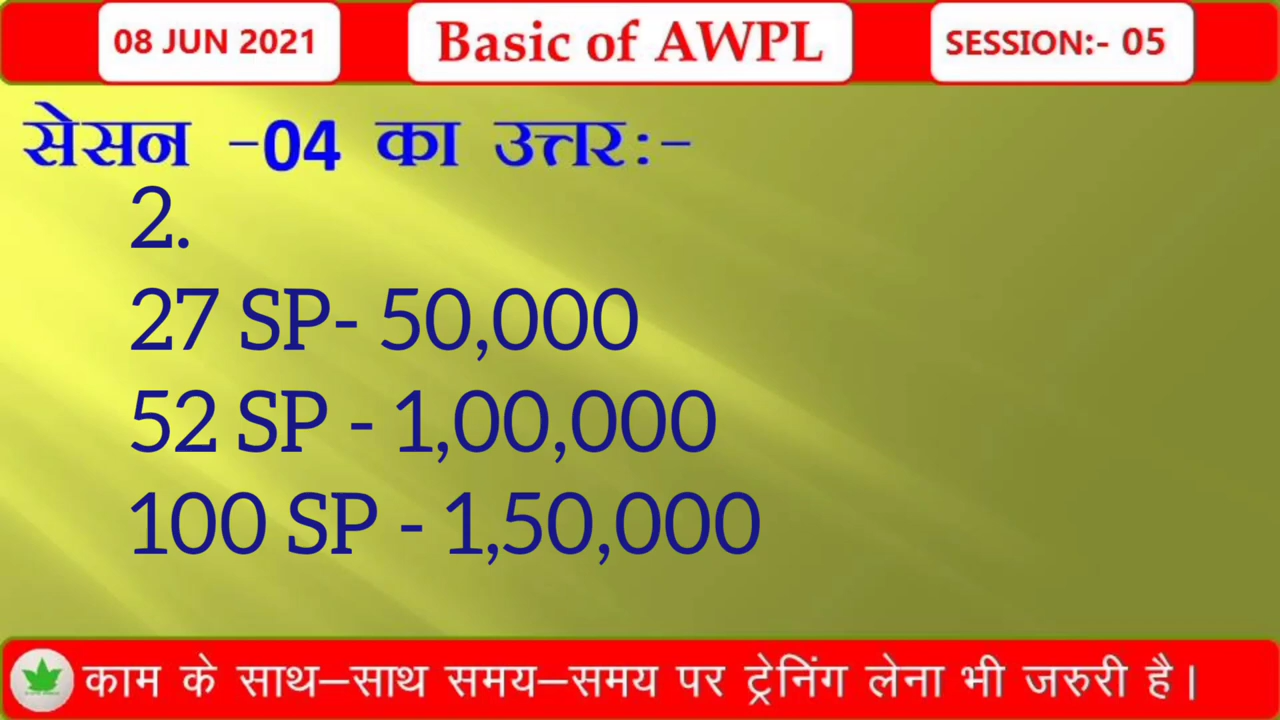 08 JUN 2021
Basic of AWPL
SESSION:- 05
सेसन -04 का उत्तर:-
2.
27 SP- 50,000
52 SP - 1,00,000
100 SP - 1,50,000
काम के साथ–साथ समय–समय पर ट्रेनिंग लेना भी जरुरी है।